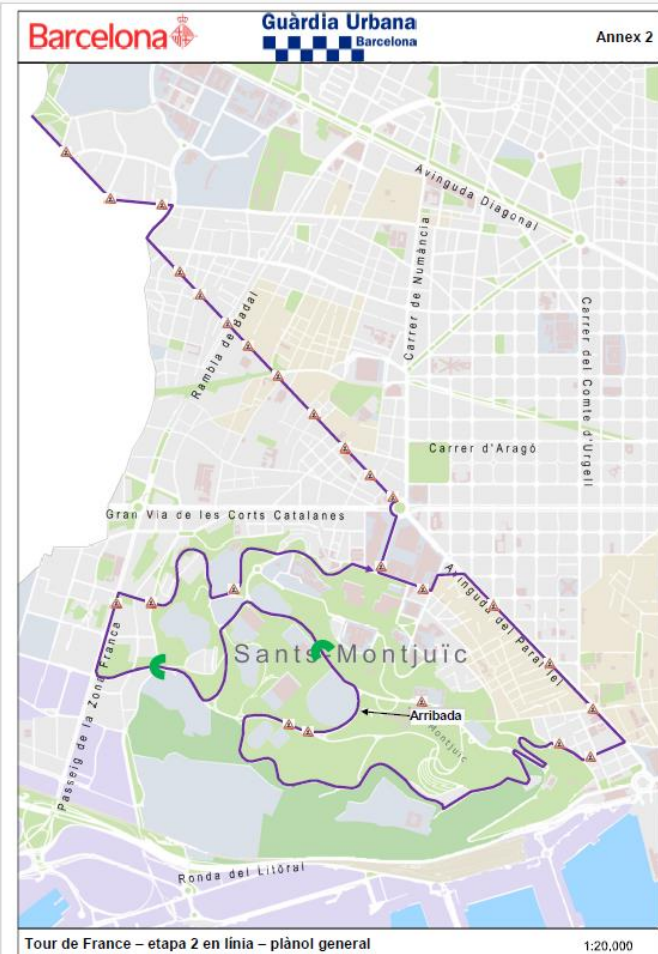 Barcelona
Guàrdia Urbana
Barcelona
Annex 2
Avinguda Diagonal
Carrer de Numància
Rambla de Badal
Carrer del Comte d'Urgell
Carrer d'Aragó
Gran Via de les Corts Catalanes
Avinguda del Paral·lel
Sants-Montjuïc
Passeig de la Zona Franca
Arribada
Montjuïc
Ronda del Litoral
Tour de France – etapa 2 en línia – plànol general
1:20,000